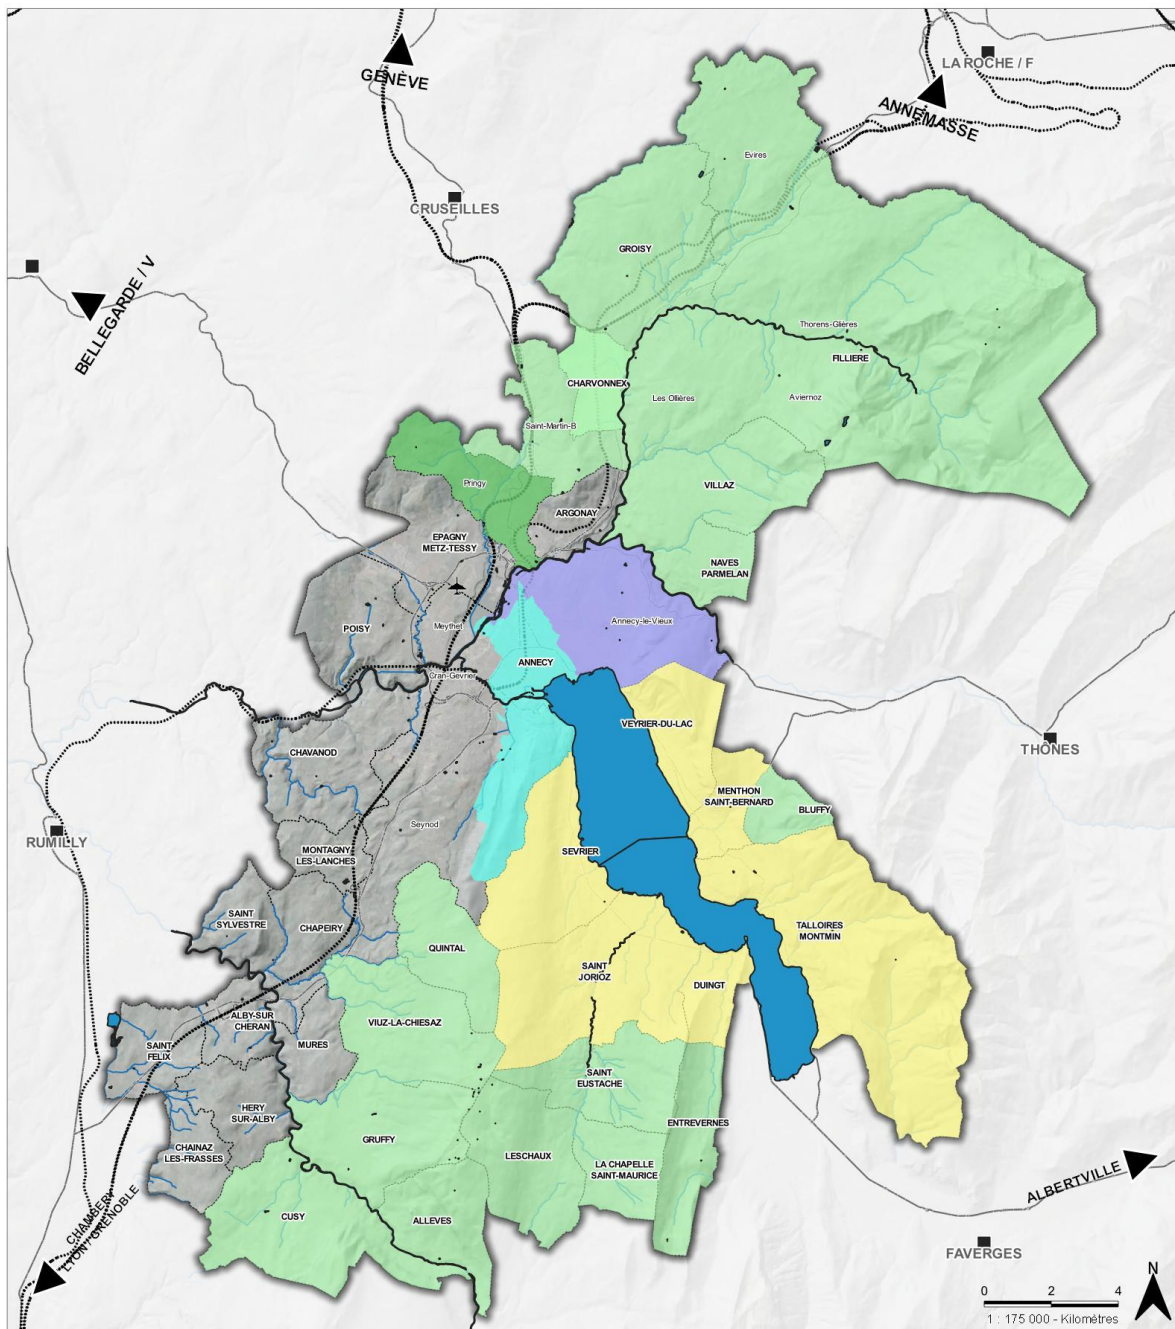 LA ROCHE / F
GENÈVE
ANNEMASSE
Evires
CRUSEILLES
GROISY
BELLEGARDE / V
Thorens-Glières
FILLIERE
CHARVONNEX
Les Ollières
Aviernoz
Saint-Martin-B
Pringy
VILLAZ
ARGONAY
EPAGNY
METZ-TESSY
NAVES
PARMELAN
POISY
Meythet
Annecy-le-Vieux
ANNECY
Cran-Gevrier
VEYRIER-DU-LAC
CHAVANOD
THÔNES
MENTHON
SAINT-BERNARD
BLUFFY
Seynod
RUMILLY
MONTAGNY
LES-LANCHES
SEVRIER
SAINT
SYLVESTRE
CHAPEIRY
TALLOIRES
MONTMIN
QUINTAL
SAINT
JORIOZ
DUINGT
ALBY-SUR
CHERAN
VIUZ-LA-CHIESAZ
SAINT
FELIX
MURES
SAINT
EUSTACHE
HERY
SUR-ALBY
ENTREVERNES
GRUFFY
CHAINAZ
LES-FRASSES
LESCHAUX
LA CHAPELLE
SAINT-MAURICE
ALBERTVILLE
CUSY
ALLEVES
CHAMBERY
LYON / GRENOBLE
FAVERGES
N
0 2 4
1 : 175 000 - Kilomètres